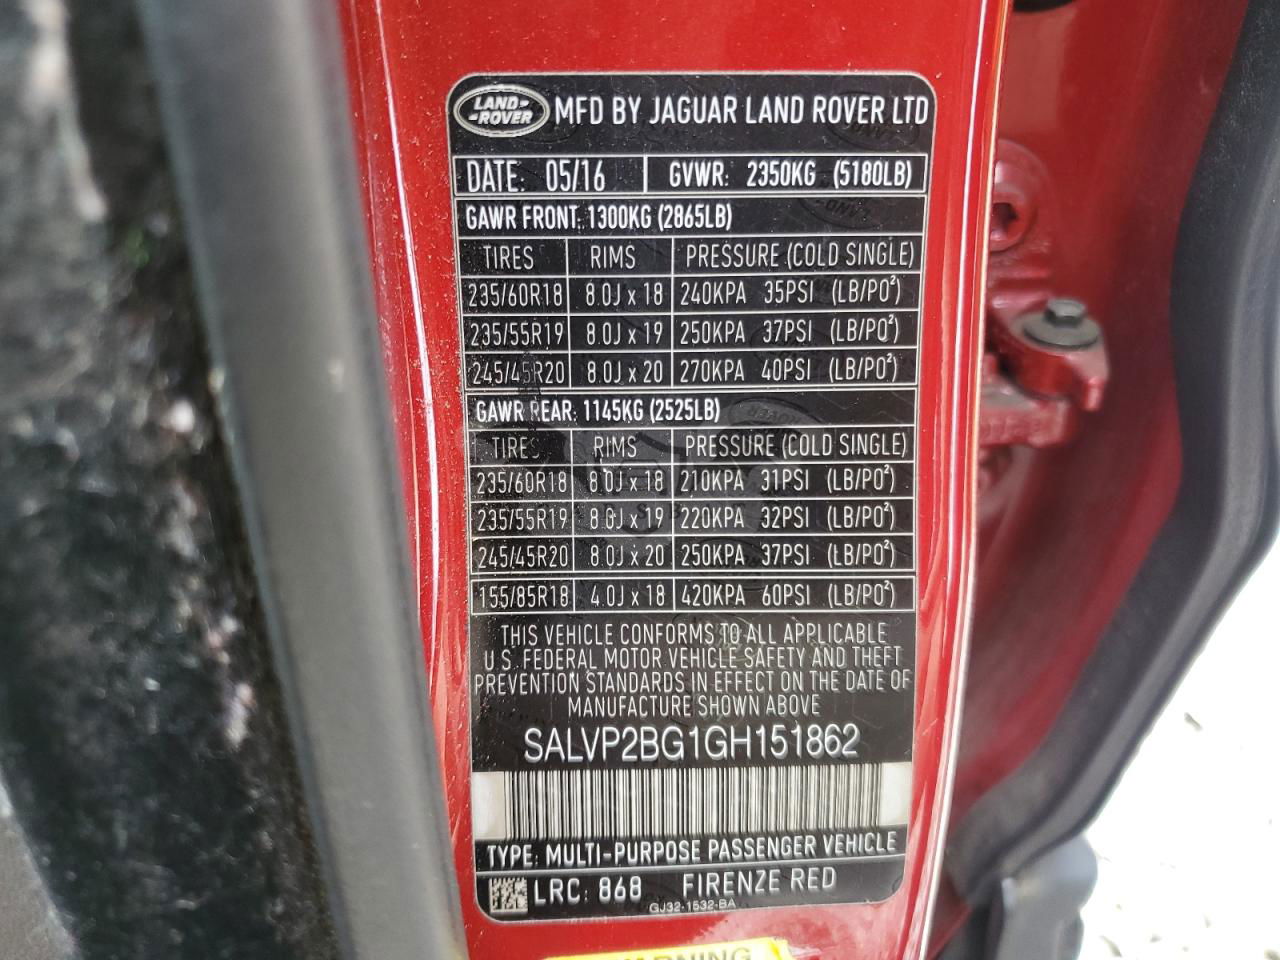 LAND-
-ROVER
MFD BY JAGUAR LAND ROVER LTD
DATE: 05/16 GVWR: 2350KG (5180LB)
GAWR FRONT: 1300KG (2865LB)
TIRES RIMS PRESSURE (COLD SINGLE)
235/60R18 8.0J x 18 240KPA 35PSI (LB/PO²)
235/55R19 8.0J x 19 250KPA 37PSI (LB/PO²)
245/45R20 8.0J x 20 270KPA 40PSI (LB/PO²)
GAWR REAR: 1145KG (2525LB)
TIRES RIMS PRESSURE (COLD SINGLE)
235/60R18 8.0J x 18 210KPA 31PSI (LB/PO²)
235/55R19 8.0J x 19 220KPA 32PSI (LB/PO²)
245/45R20 8.0J x 20 250KPA 37PSI (LB/PO²)
155/85R18 4.0J x 18 420KPA 60PSI (LB/PO²)
THIS VEHICLE CONFORMS TO ALL APPLICABLE
U.S. FEDERAL MOTOR VEHICLE SAFETY AND THEFT
PREVENTION STANDARDS IN EFFECT ON THE DATE OF
MANUFACTURE SHOWN ABOVE
SALVP2BG1GH151862
TYPE: MULTI-PURPOSE PASSENGER VEHICLE
LRC: 868 FIRENZE RED
GJ32-1532-BA
WARNING